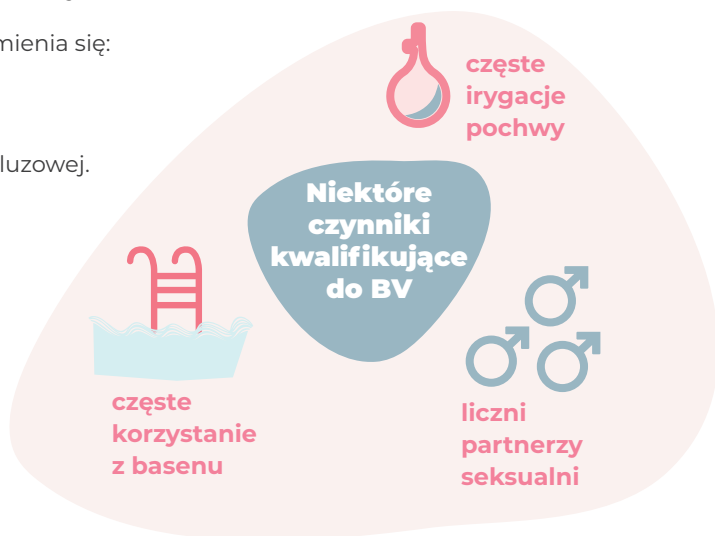 mienia się:
luzowej.
częste
irygacje
pochwy
Niektóre
czynniki
kwalifikujące
do BV
częste
korzystanie
z basenu
liczni
partnerzy
seksualni